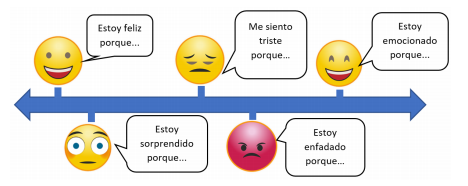 Estoy feliz
porque...
Me siento
triste
porque...
Estoy
emocionado
porque...
Estoy
sorprendido
porque...
Estoy
enfadado
porque...